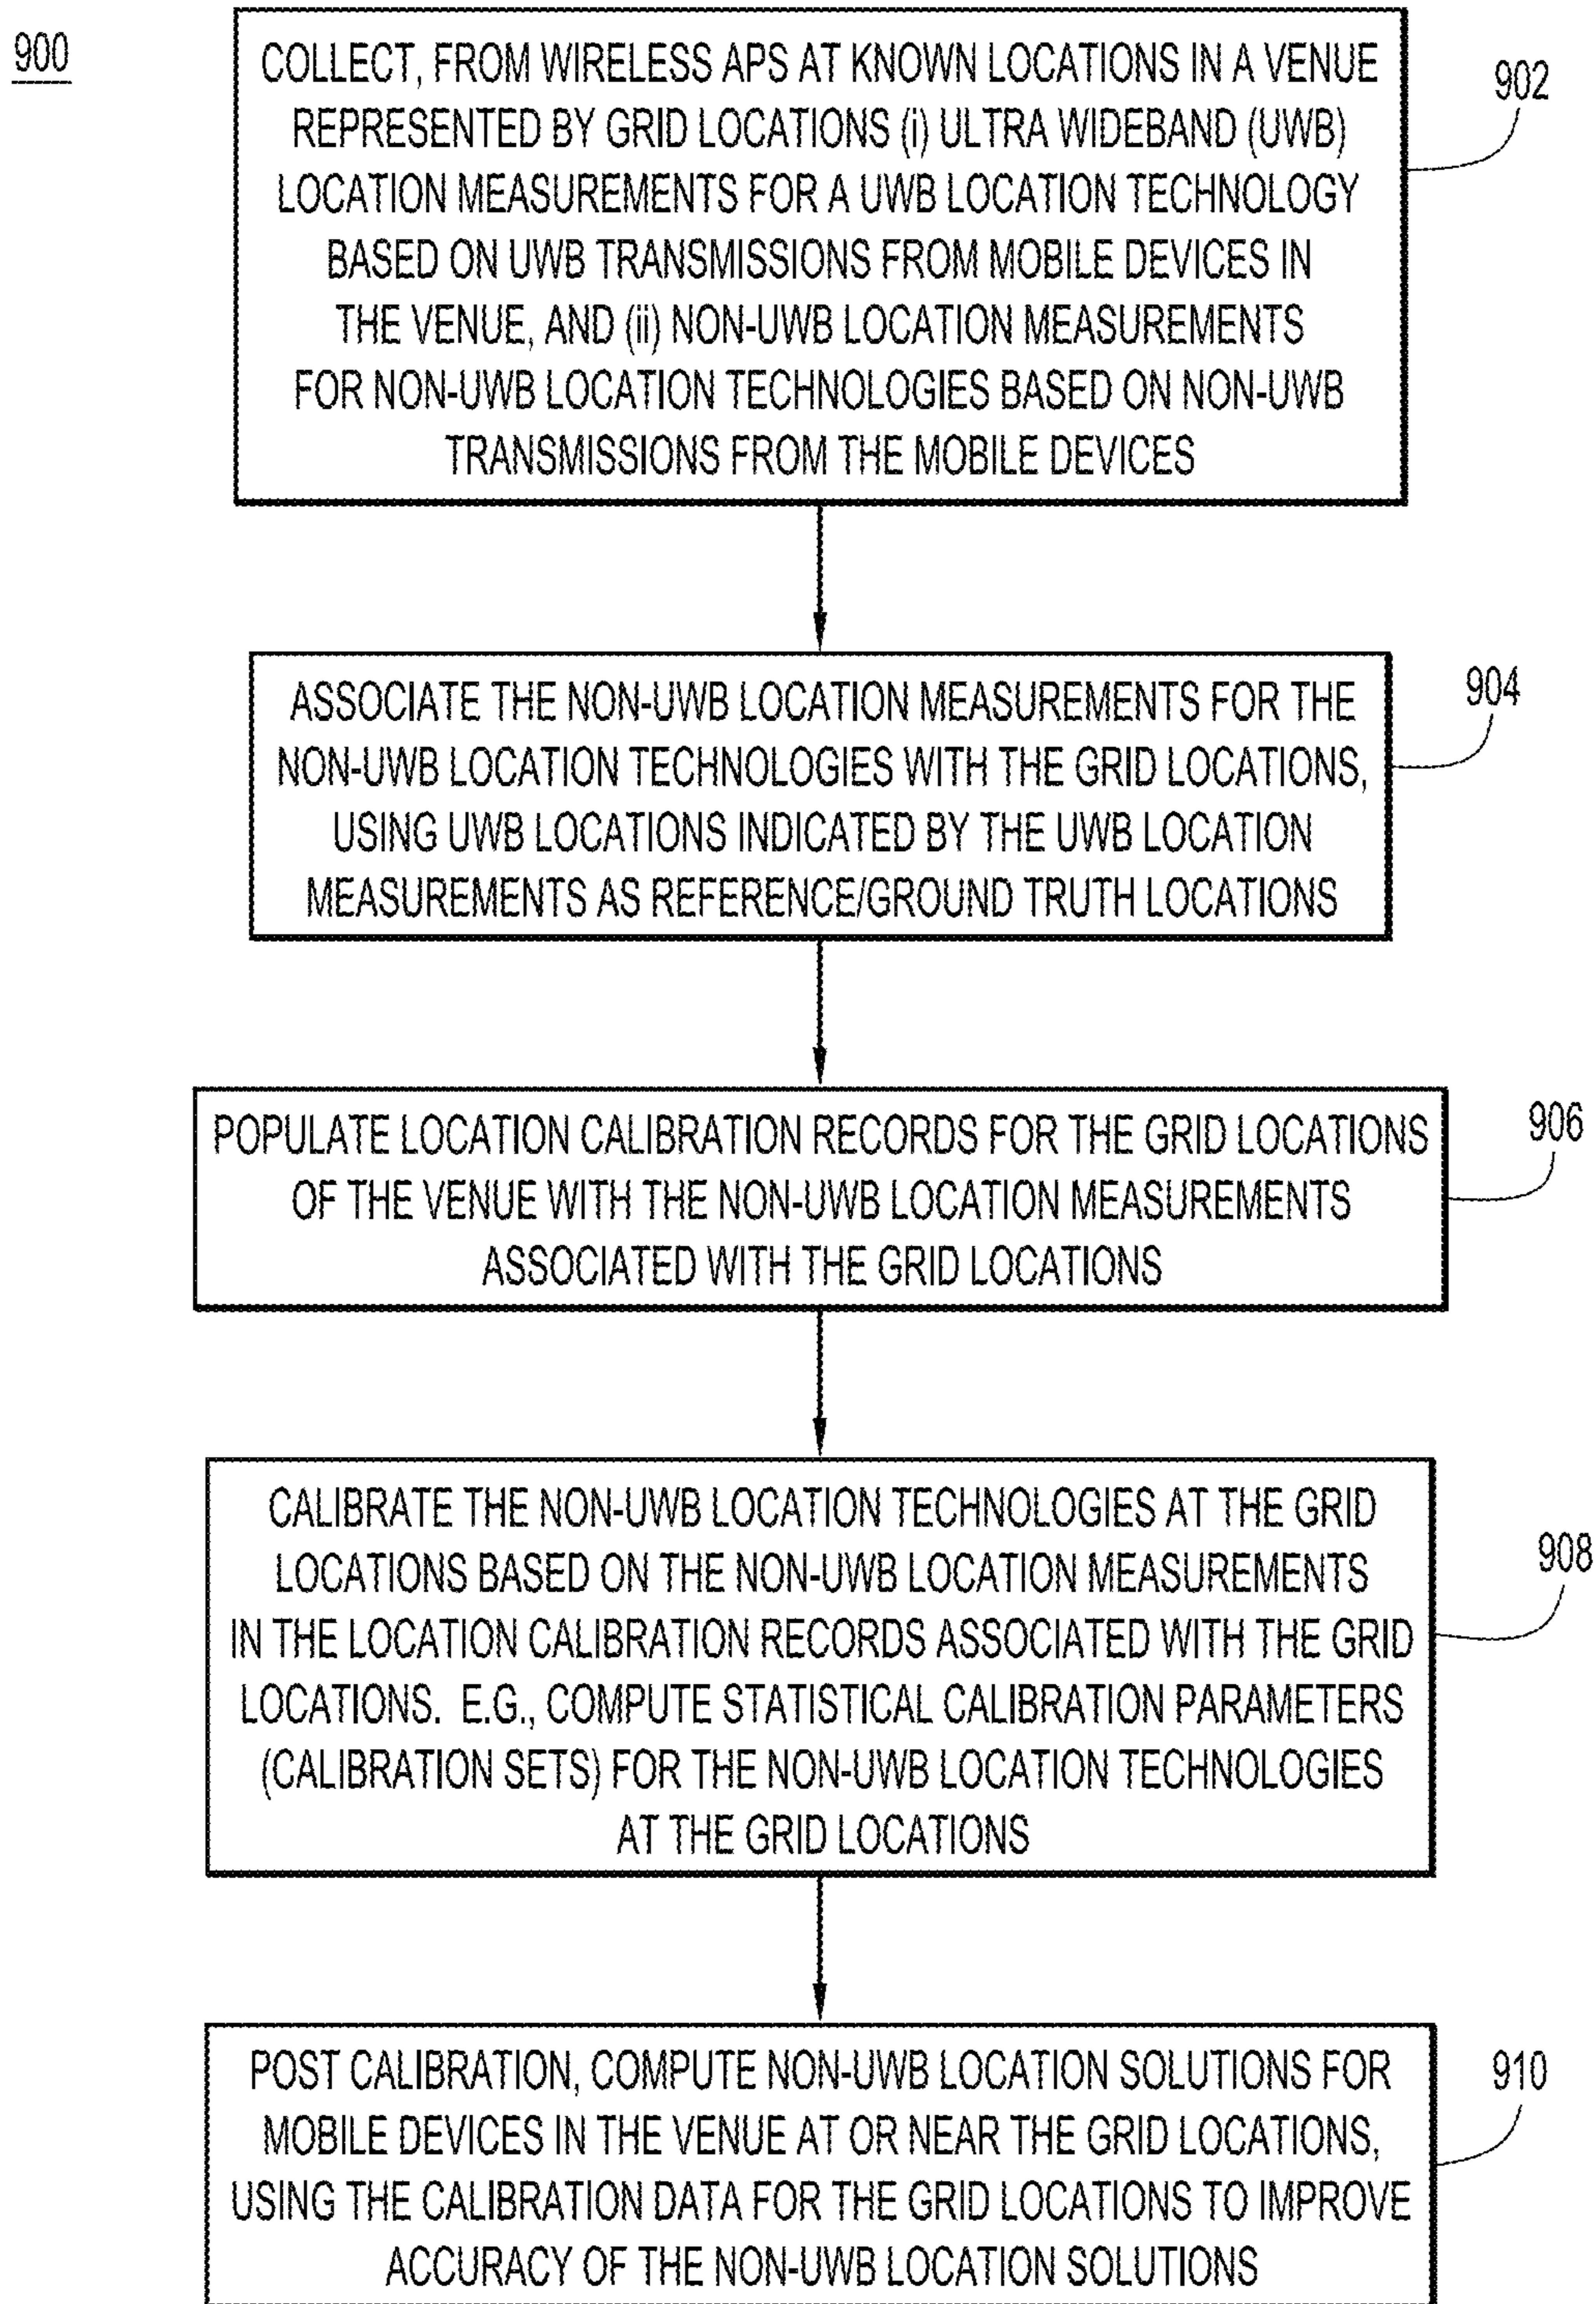 900
COLLECT, FROM WIRELESS APS AT KNOWN LOCATIONS IN A VENUE
REPRESENTED BY GRID LOCATIONS (i) ULTRA WIDEBAND (UWB)
LOCATION MEASUREMENTS FOR A UWB LOCATION TECHNOLOGY
BASED ON UWB TRANSMISSIONS FROM MOBILE DEVICES IN
THE VENUE, AND (ii) NON-UWB LOCATION MEASUREMENTS
FOR NON-UWB LOCATION TECHNOLOGIES BASED ON NON-UWB
TRANSMISSIONS FROM THE MOBILE DEVICES
902
ASSOCIATE THE NON-UWB LOCATION MEASUREMENTS FOR THE
NON-UWB LOCATION TECHNOLOGIES WITH THE GRID LOCATIONS,
USING UWB LOCATIONS INDICATED BY THE UWB LOCATION
MEASUREMENTS AS REFERENCE/GROUND TRUTH LOCATIONS
904
POPULATE LOCATION CALIBRATION RECORDS FOR THE GRID LOCATIONS
OF THE VENUE WITH THE NON-UWB LOCATION MEASUREMENTS
ASSOCIATED WITH THE GRID LOCATIONS
906
CALIBRATE THE NON-UWB LOCATION TECHNOLOGIES AT THE GRID
LOCATIONS BASED ON THE NON-UWB LOCATION MEASUREMENTS
IN THE LOCATION CALIBRATION RECORDS ASSOCIATED WITH THE GRID
LOCATIONS. E.G., COMPUTE STATISTICAL CALIBRATION PARAMETERS
(CALIBRATION SETS) FOR THE NON-UWB LOCATION TECHNOLOGIES
AT THE GRID LOCATIONS
908
POST CALIBRATION, COMPUTE NON-UWB LOCATION SOLUTIONS FOR
MOBILE DEVICES IN THE VENUE AT OR NEAR THE GRID LOCATIONS,
USING THE CALIBRATION DATA FOR THE GRID LOCATIONS TO IMPROVE
ACCURACY OF THE NON-UWB LOCATION SOLUTIONS
910